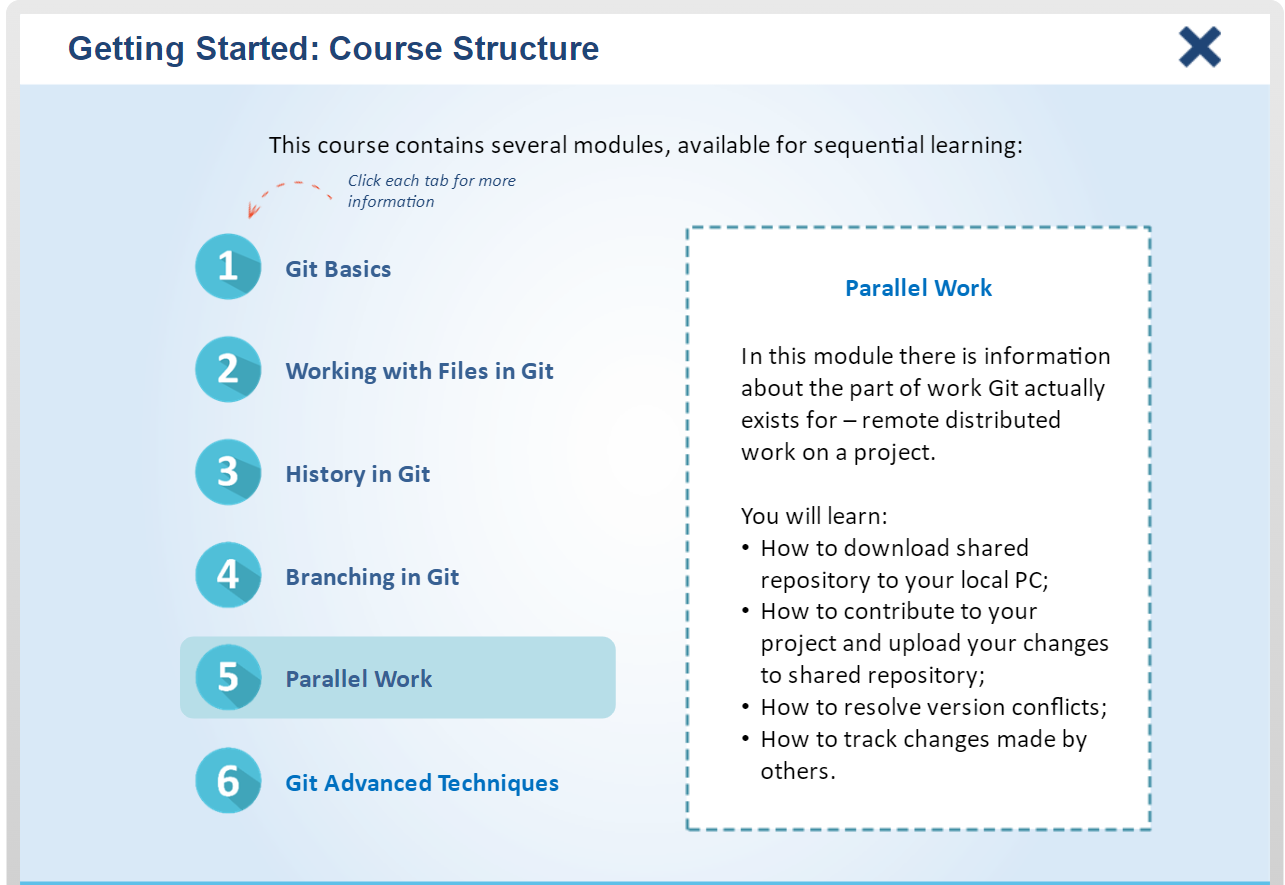 Getting Started: Course Structure
This course contains several modules, available for sequential learning:
Click each tab for more
information
1 Git Basics
2 Working with Files in Git
3 History in Git
4 Branching in Git
5 Parallel Work
6 Git Advanced Techniques
Parallel Work
In this module there is information
about the part of work Git actually
exists for – remote distributed
work on a project.
You will learn:
• How to download shared
repository to your local PC;
• How to contribute to your
project and upload your changes
to shared repository;
• How to resolve version conflicts;
• How to track changes made by
others.